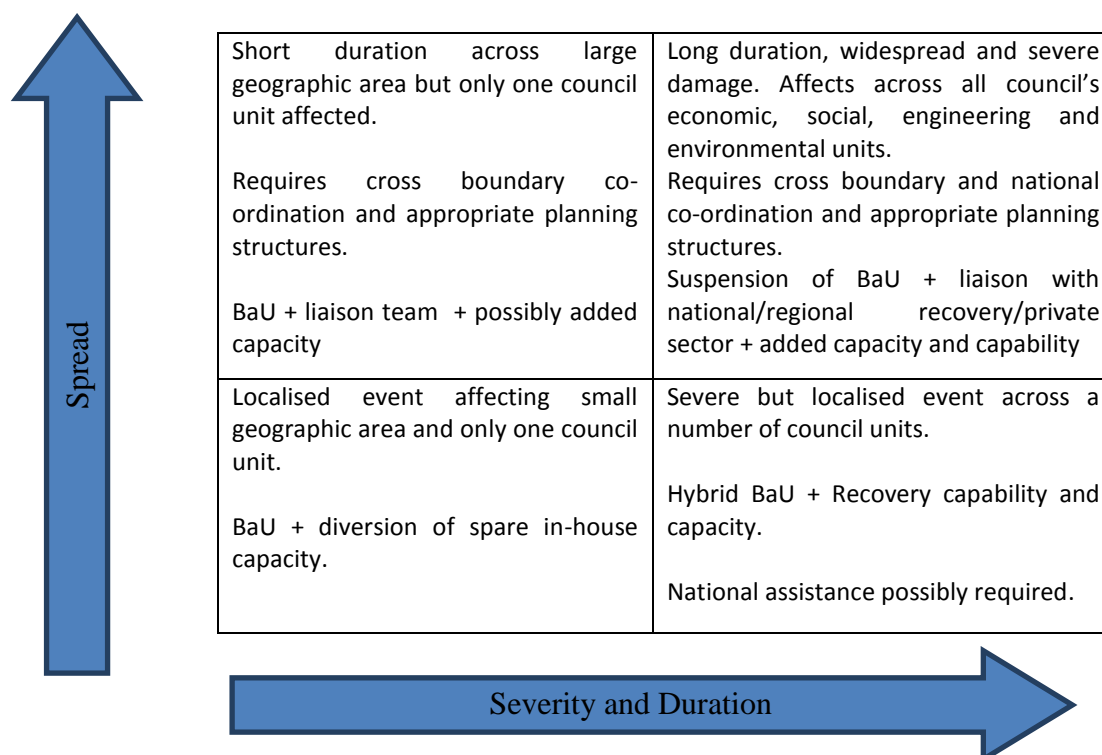 Spread
Short duration across large
geographic area but only one council
unit affected.
Requires cross boundary co-
ordination and appropriate planning
structures.
BaU + liaison team + possibly added
capacity
Long duration, widespread and severe
damage. Affects across all council’s
economic, social, engineering and
environmental units.
Requires cross boundary and national
co-ordination and appropriate planning
structures.
Suspension of BaU + liaison with
national/regional recovery/private
sector + added capacity and capability
Localised event affecting small
geographic area and only one council
unit.
BaU + diversion of spare in-house
capacity.
Severe but localised event across a
number of council units.
Hybrid BaU + Recovery capability and
capacity.
National assistance possibly required.
Severity and Duration